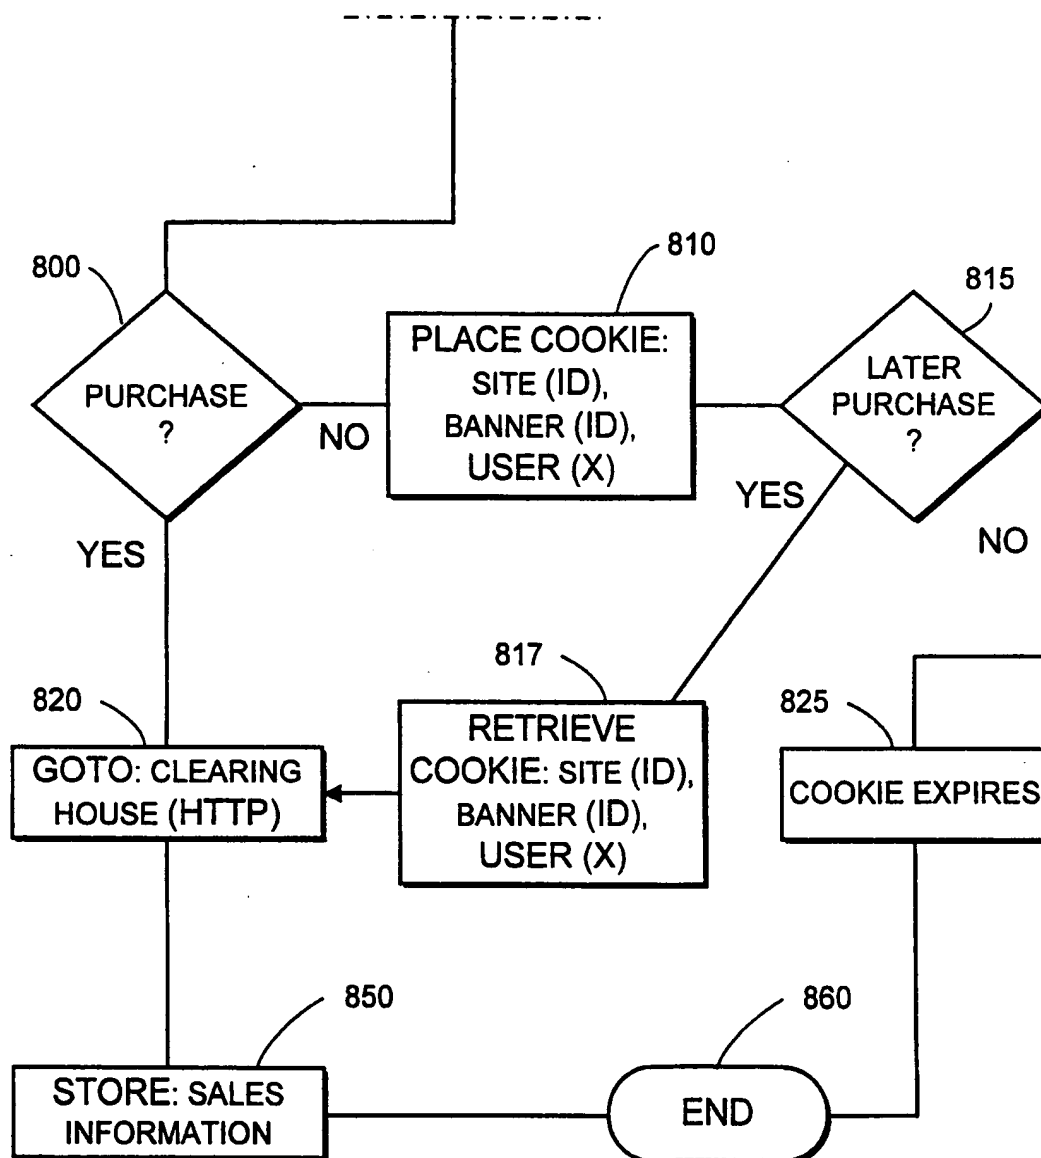 800
PURCHASE
?
NO
YES
810
PLACE COOKIE:
SITE (ID),
BANNER (ID),
USER (X)
815
LATER
PURCHASE
?
YES
NO
817
RETRIEVE
COOKIE: SITE (ID),
BANNER (ID),
USER (X)
820
GOTO: CLEARING
HOUSE (HTTP)
825
COOKIE EXPIRES
850
STORE: SALES
INFORMATION
860
END